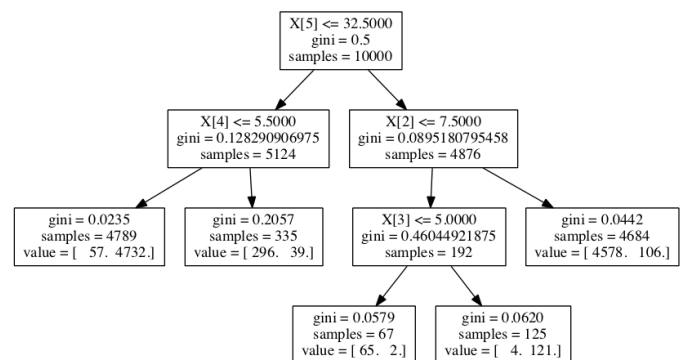 X[5] <= 32.5000
gini = 0.5
samples = 10000
X[4] <= 5.5000
gini = 0.128290906975
samples = 5124
X[2] <= 7.5000
gini = 0.0895180795458
samples = 4876
gini = 0.0235
samples = 4789
value = [ 57. 4732.]
gini = 0.2057
samples = 335
value = [ 296. 39.]
X[3] <= 5.0000
gini = 0.46044921875
samples = 192
gini = 0.0442
samples = 4684
value = [ 4578. 106.]
gini = 0.0579
samples = 67
value = [ 65. 2.]
gini = 0.0620
samples = 125
value = [ 4. 121.]